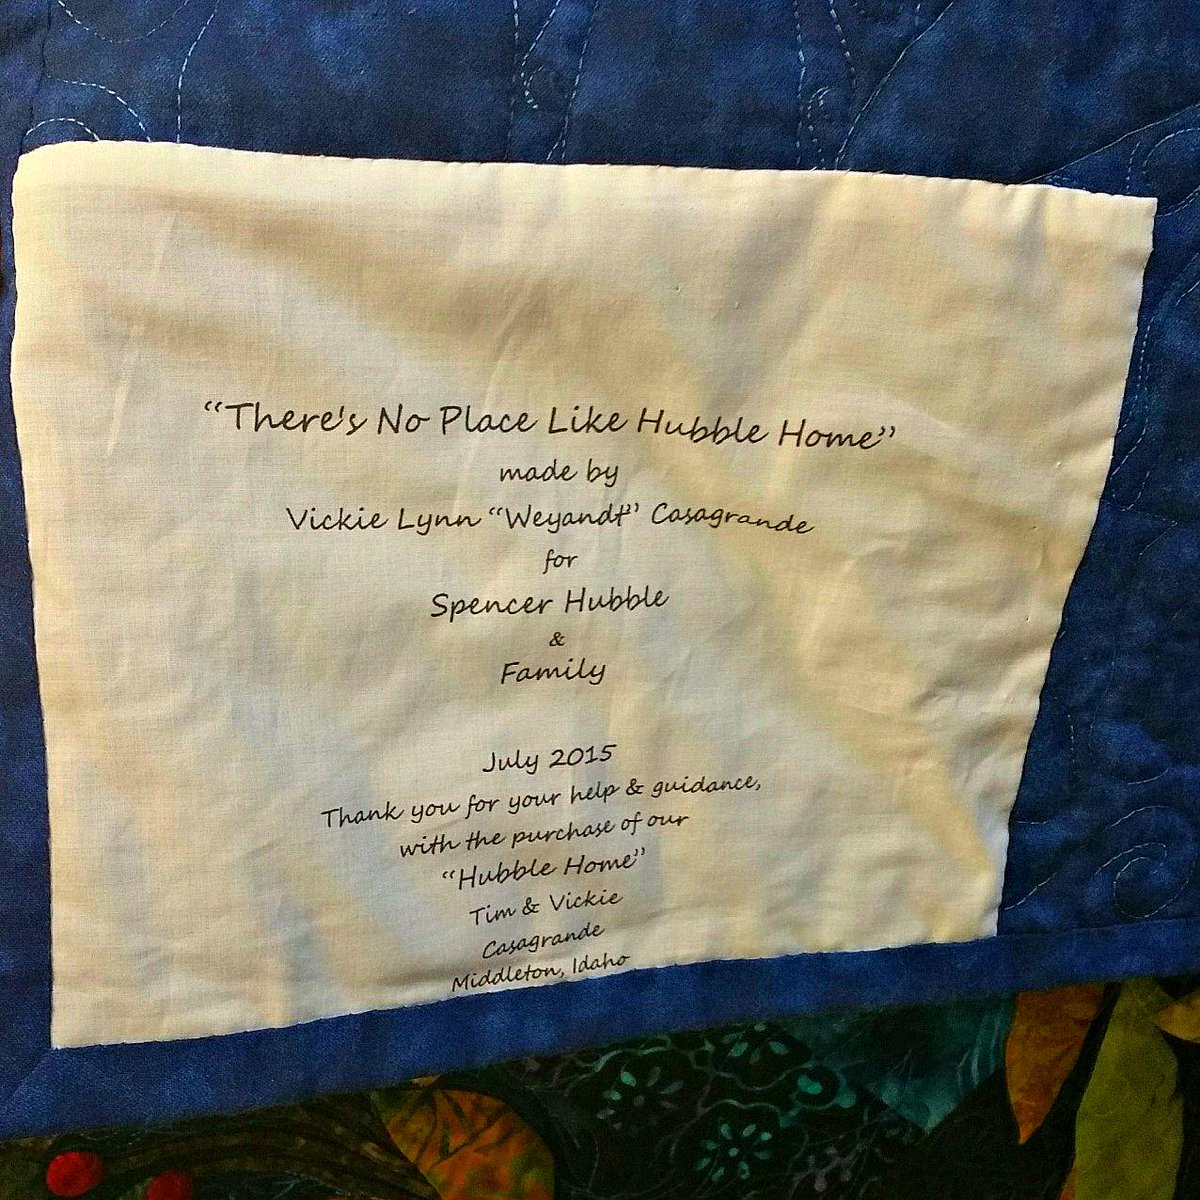 “There's No Place Like Hubble Home”
made by
Vickie Lynn “Weyandt” Casagrande
for
Spencer Hubble
&
Family
July 2015
Thank you for your help & guidance,
with the purchase of our
“Hubble Home”
Tim & Vickie
Casagrande
Middleton, Idaho